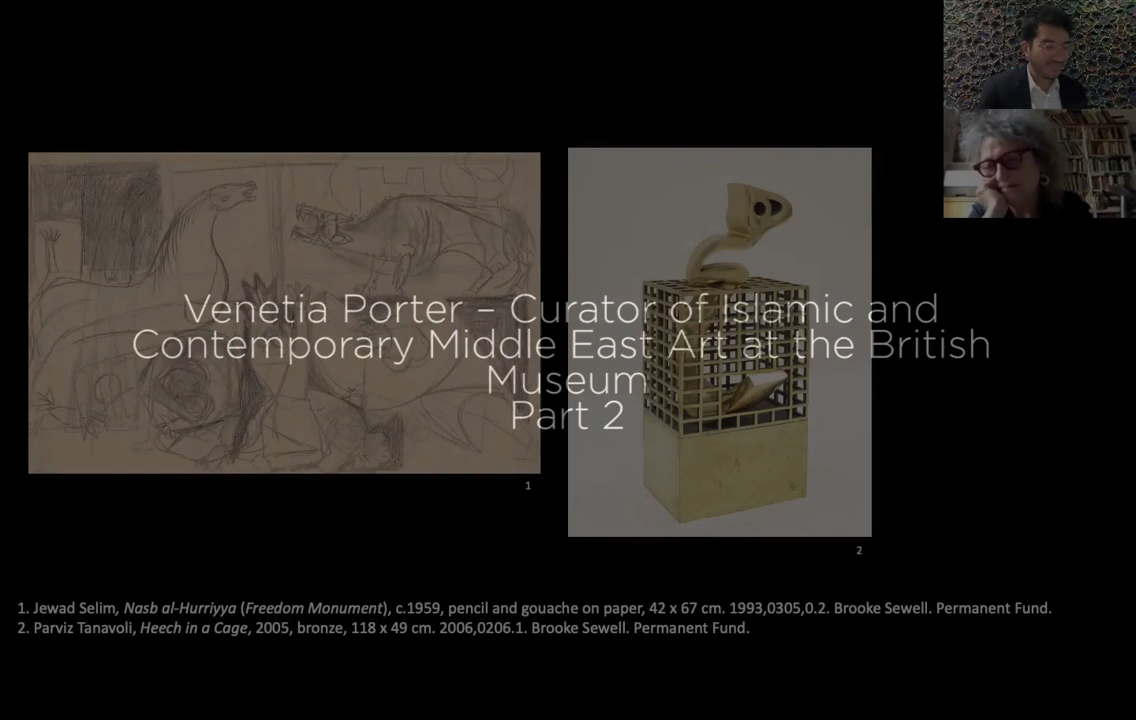 Venetia Porter – Curator of Islamic and
Contemporary Middle East Art at the British
Museum
Part 2
1
2
1. Jewad Selim, Nasb al-Hurriyya (Freedom Monument), c.1959, pencil and gouache on paper, 42 x 67 cm. 1993,0305,0.2. Brooke Sewell. Permanent Fund.
2. Parviz Tanavoli, Heech in a Cage, 2005, bronze, 118 x 49 cm. 2006,0206.1. Brooke Sewell. Permanent Fund.